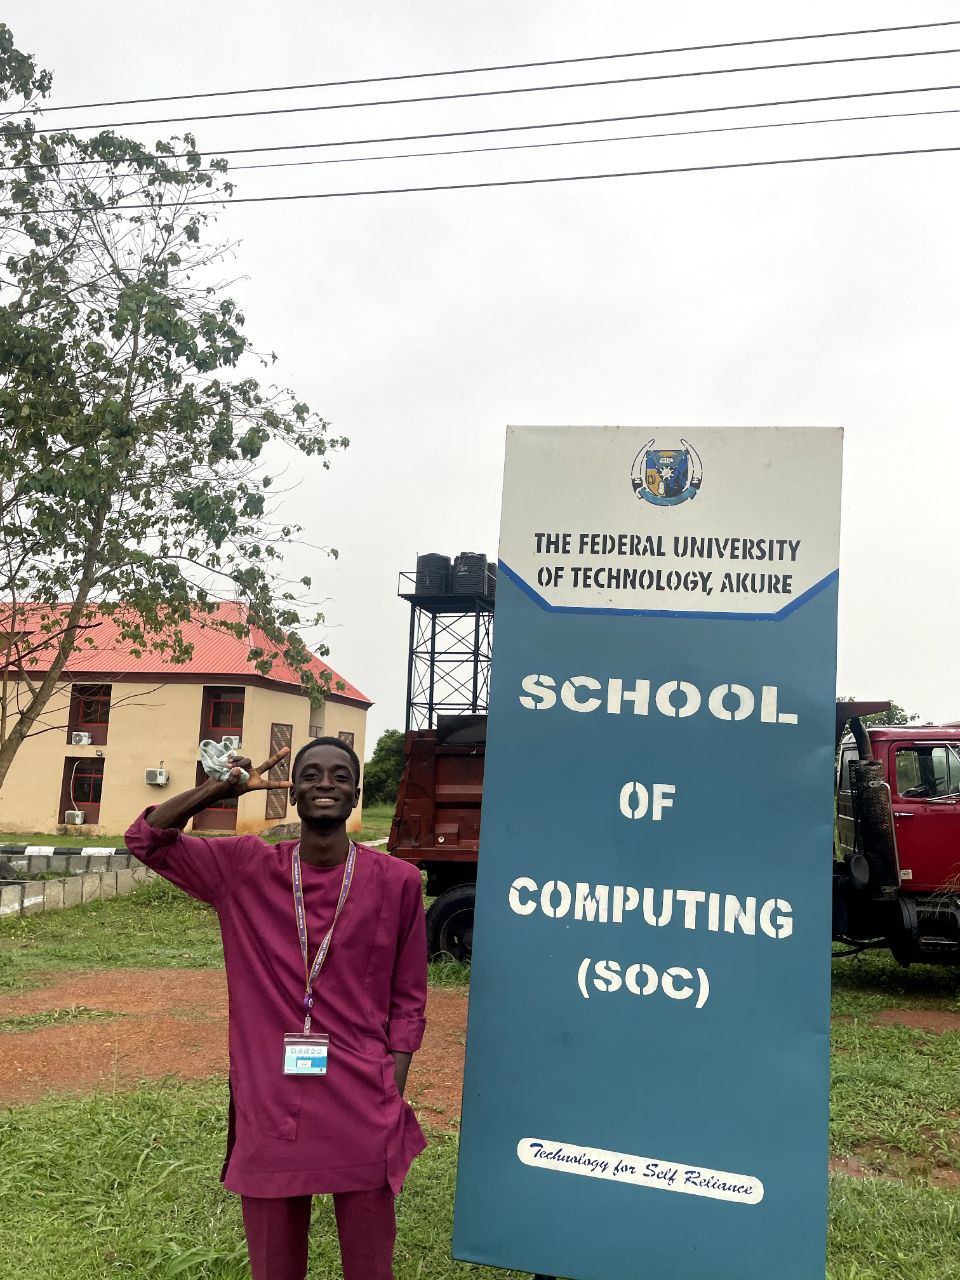 THE FEDERAL UNIVERSITY
OF TECHNOLOGY, AKURE
SCHOOL
OF
COMPUTING
(SOC)
Technology for Self Reliance